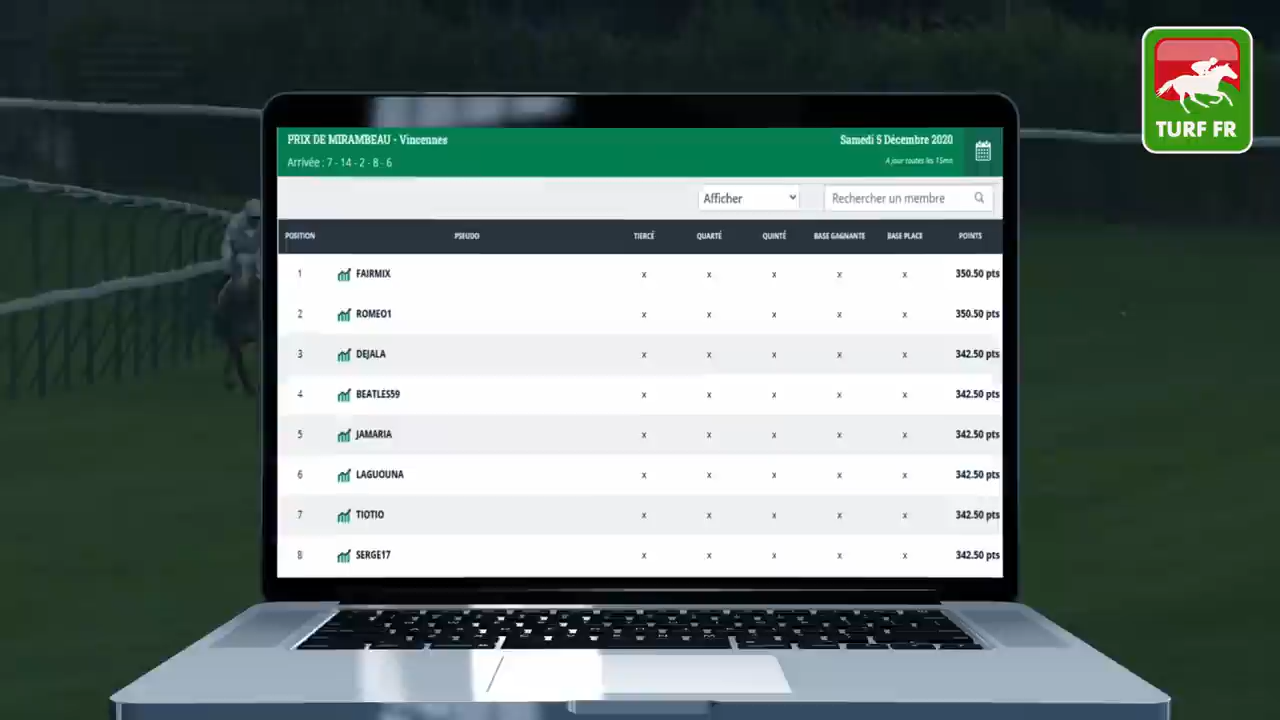 TURF FR
PRIX DE MIRAMBEAU - Vincennes
Samedi 5 Décembre 2020
Arrivée : 7 - 14 - 2 - 8 - 6
A jour toutes les 15mn
Afficher
Rechercher un membre
POSITION PSEUDO TIERCÉ QUARTÉ QUINTÉ BASE GAGNANTE BASE PLACE POINTS
1 FAIRMIX x x x x x 350.50 pts
2 ROMEO1 x x x x x 350.50 pts
3 DEJALA x x x x x 342.50 pts
4 BEATLES59 x x x x x 342.50 pts
5 JAMARIA x x x x x 342.50 pts
6 LAGUOUNA x x x x x 342.50 pts
7 TIOTIO x x x x x 342.50 pts
8 SERGE17 x x x x x 342.50 pts